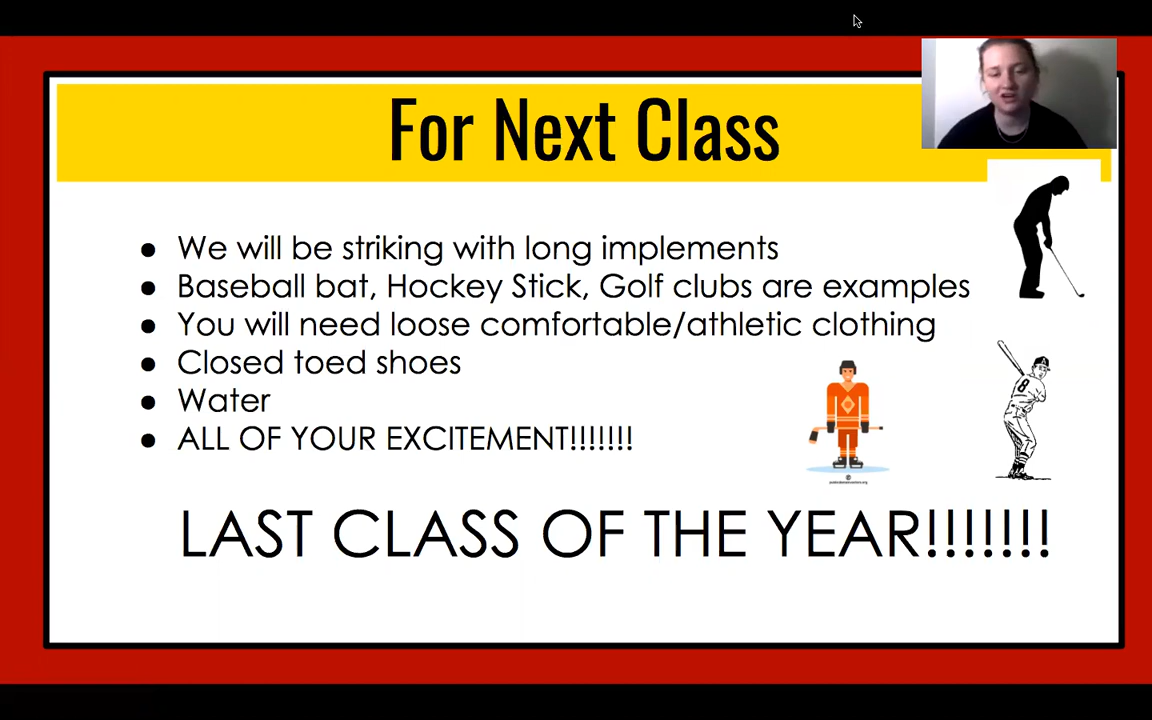 For Next Class
● We will be striking with long implements
● Baseball bat, Hockey Stick, Golf clubs are examples
● You will need loose comfortable/athletic clothing
● Closed toed shoes
● Water
● ALL OF YOUR EXCITEMENT!!!!!!!
8
A
LAST CLASS OF THE YEAR!!!!!!!